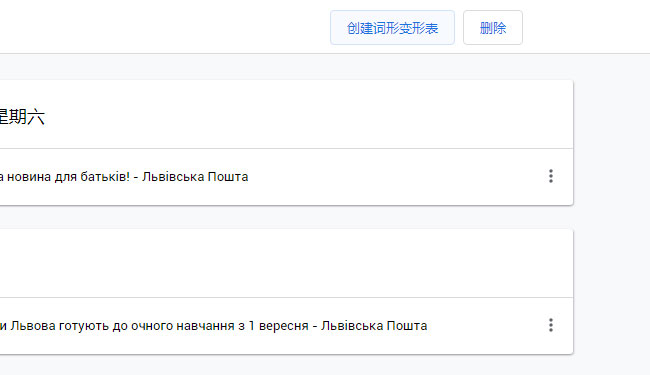 创建词形变形表 删除
星期六
а новина для батьків! - Львівська Пошта
и Львова готують до очного навчання з 1 вересня - Львівська Пошта